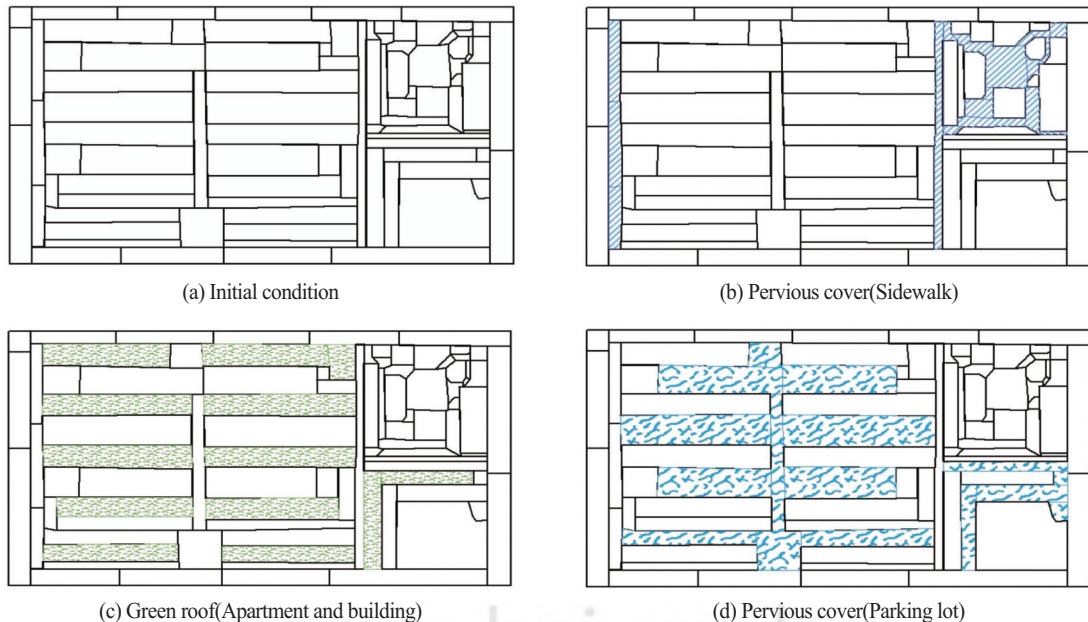 (a) Initial condition
(b) Pervious cover(Sidewalk)
(c) Green roof(Apartment and building)
(d) Pervious cover(Parking lot)